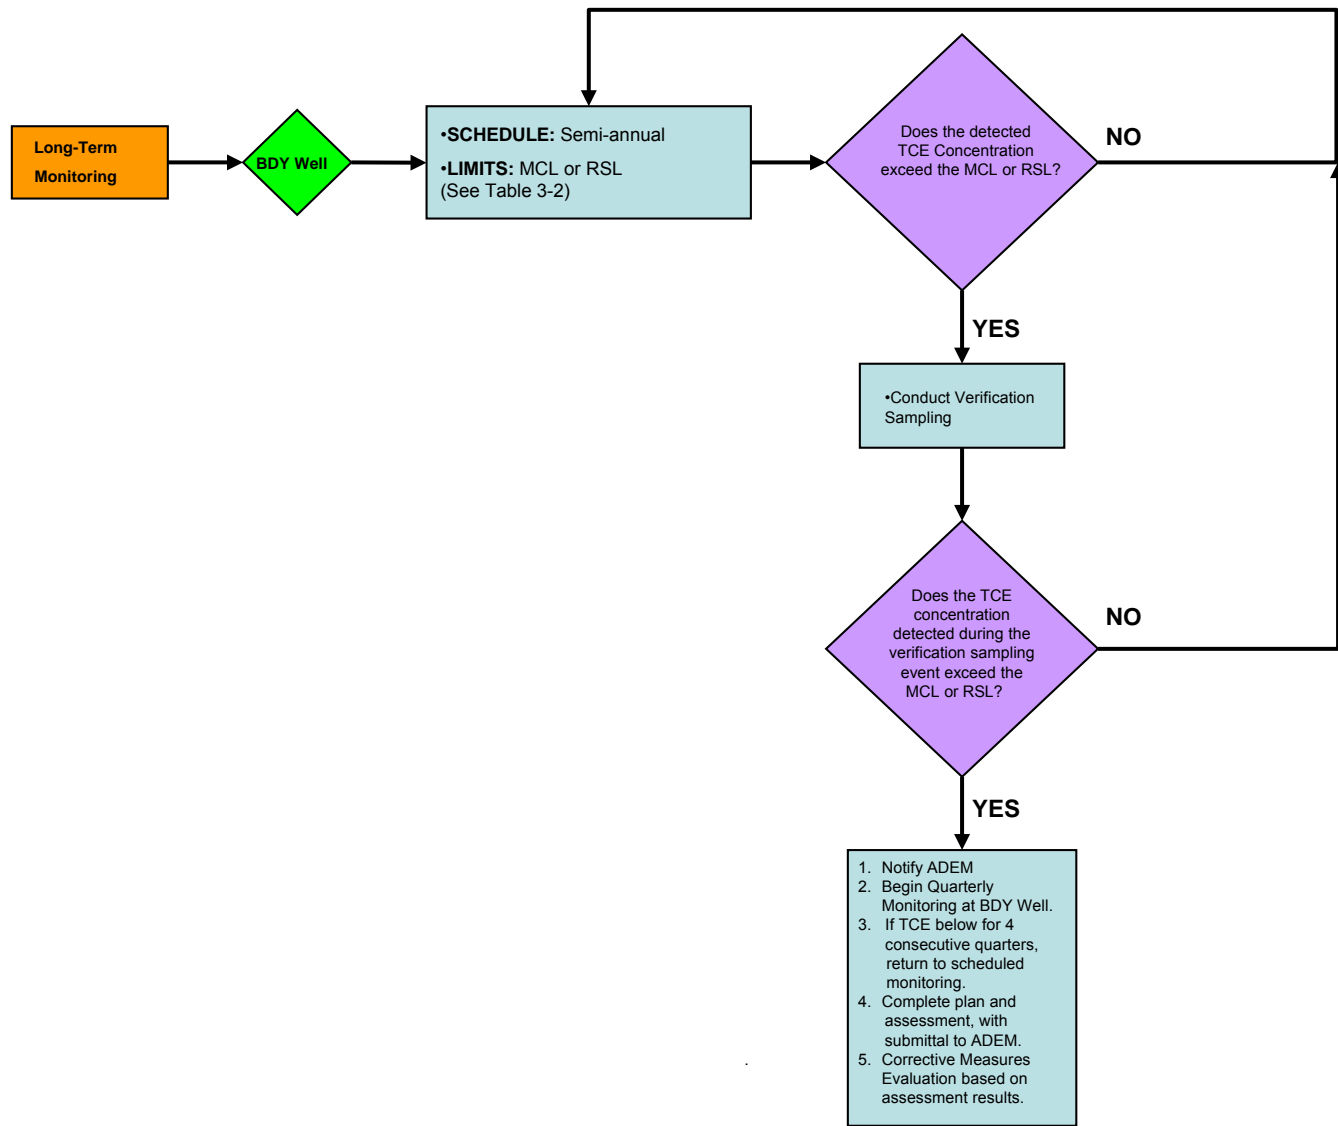 Long-Term
Monitoring
BDY Well
•SCHEDULE: Semi-annual
•LIMITS: MCL or RSL
(See Table 3-2)
Does the detected
TCE Concentration
exceed the MCL or RSL?
NO
YES
•Conduct Verification
Sampling
Does the TCE
concentration
detected during the
verification sampling
event exceed the
MCL or RSL?
NO
YES
1. Notify ADEM
2. Begin Quarterly
Monitoring at BDY Well.
3. If TCE below for 4
consecutive quarters,
return to scheduled
monitoring.
4. Complete plan and
assessment, with
submittal to ADEM.
5. Corrective Measures
Evaluation based on
assessment results.
.